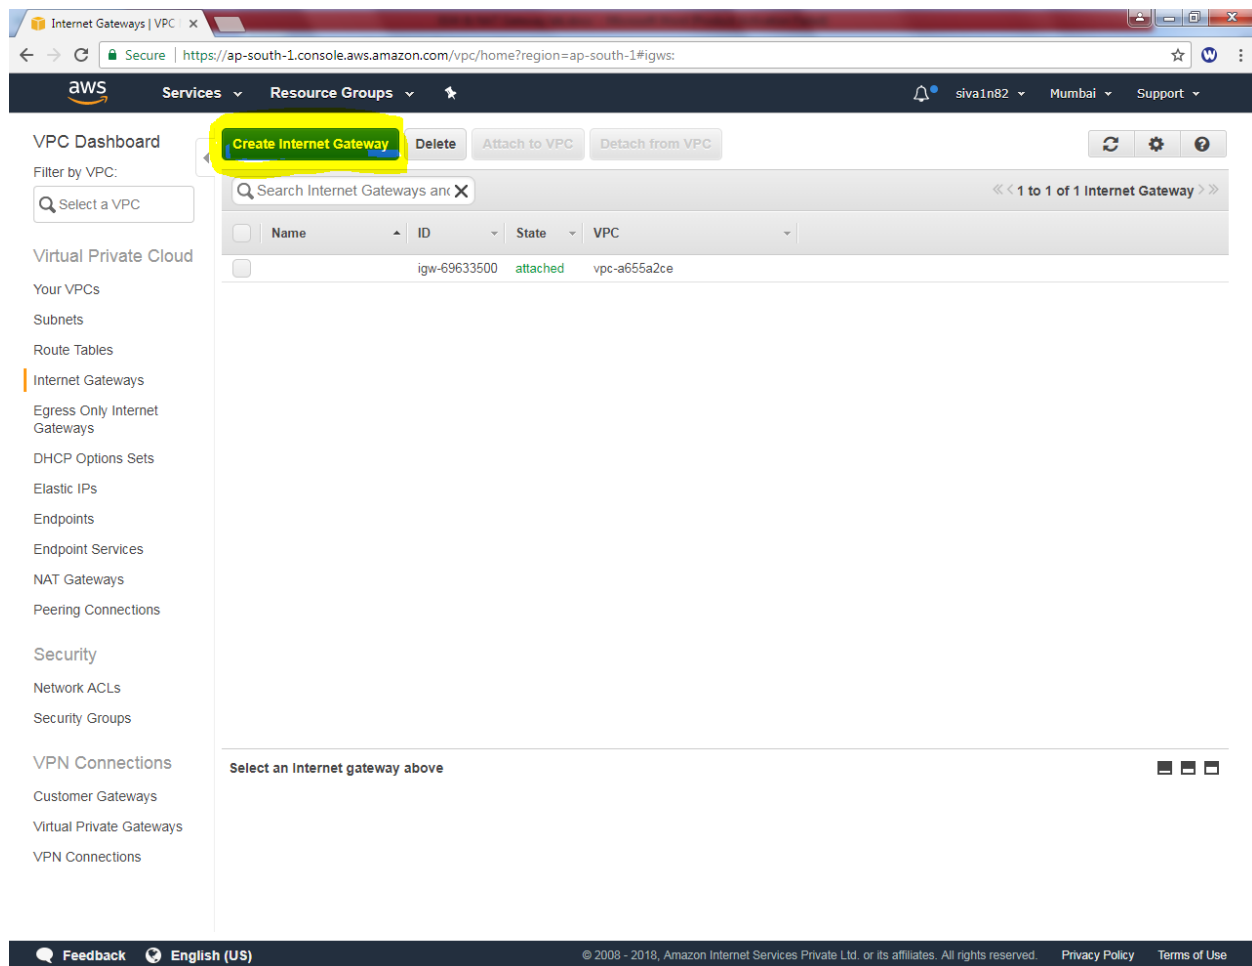 Internet Gateways | VPC
Secure | https://ap-south-1.console.aws.amazon.com/vpc/home?region=ap-south-1#igws:
W
aws Services Resource Groups siva1n82 Mumbai Support
VPC Dashboard
Filter by VPC:
Select a VPC
Virtual Private Cloud
Your VPCs
Subnets
Route Tables
Internet Gateways
Egress Only Internet
Gateways
DHCP Options Sets
Elastic IPs
Endpoints
Endpoint Services
NAT Gateways
Peering Connections
Security
Network ACLs
Security Groups
VPN Connections
Customer Gateways
Virtual Private Gateways
VPN Connections
Create Internet Gateway Delete Attach to VPC Detach from VPC
Search Internet Gateways and
1 to 1 of 1 Internet Gateway
Name ID State VPC
igw-69633500 attached vpc-a655a2ce
Select an Internet gateway above
Feedback English (US) © 2008 - 2018, Amazon Internet Services Private Ltd. or its affiliates. All rights reserved. Privacy Policy Terms of Use